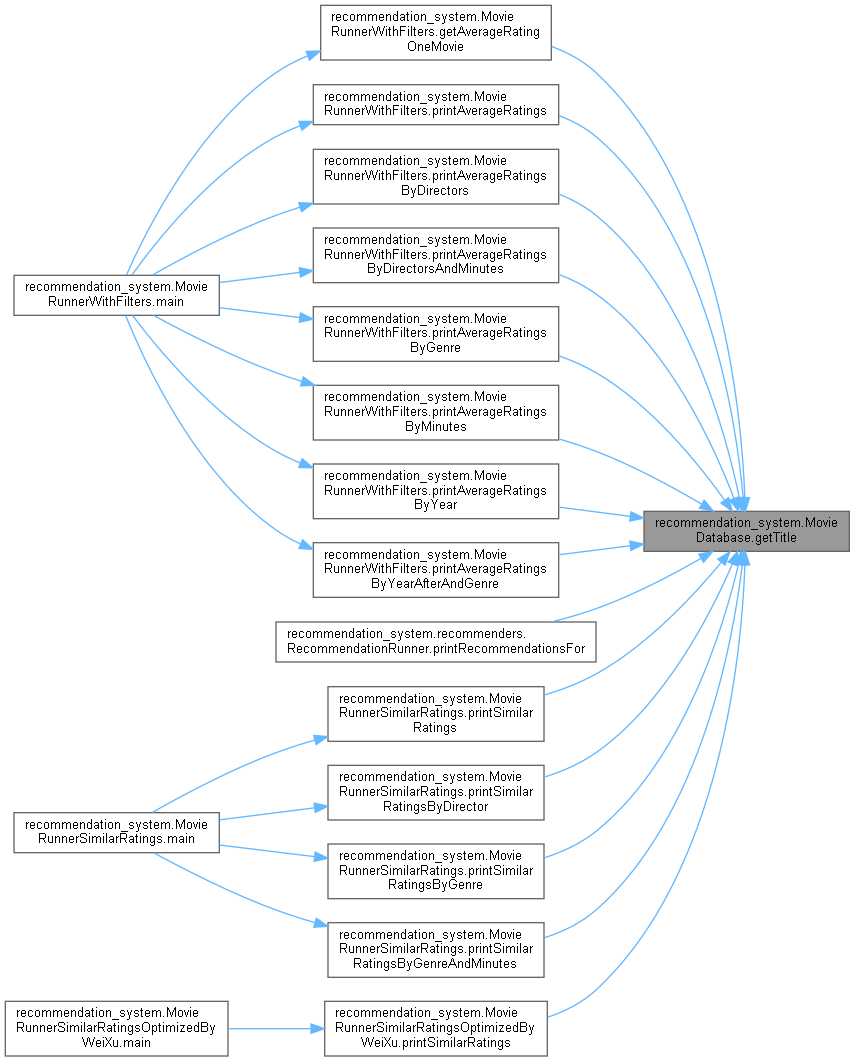 recommendation_system.Movie
RunnerWithFilters.getAverageRating
OneMovie
recommendation_system.Movie
RunnerWithFilters.printAverageRatings
recommendation_system.Movie
RunnerWithFilters.printAverageRatings
ByDirectors
recommendation_system.Movie
RunnerWithFilters.printAverageRatings
ByDirectorsAndMinutes
recommendation_system.Movie
RunnerWithFilters.main
recommendation_system.Movie
RunnerWithFilters.printAverageRatings
ByGenre
recommendation_system.Movie
RunnerWithFilters.printAverageRatings
ByMinutes
recommendation_system.Movie
RunnerWithFilters.printAverageRatings
ByYear
recommendation_system.Movie
Database.getTitle
recommendation_system.Movie
RunnerWithFilters.printAverageRatings
ByYearAfterAndGenre
recommendation_system.recommenders.
RecommendationRunner.printRecommendationsFor
recommendation_system.Movie
RunnerSimilarRatings.printSimilar
Ratings
recommendation_system.Movie
RunnerSimilarRatings.printSimilar
RatingsByDirector
recommendation_system.Movie
RunnerSimilarRatings.main
recommendation_system.Movie
RunnerSimilarRatings.printSimilar
RatingsByGenre
recommendation_system.Movie
RunnerSimilarRatings.printSimilar
RatingsByGenreAndMinutes
recommendation_system.Movie
RunnerSimilarRatingsOptimizedBy
WeiXu.main
recommendation_system.Movie
RunnerSimilarRatingsOptimizedBy
WeiXu.printSimilarRatings